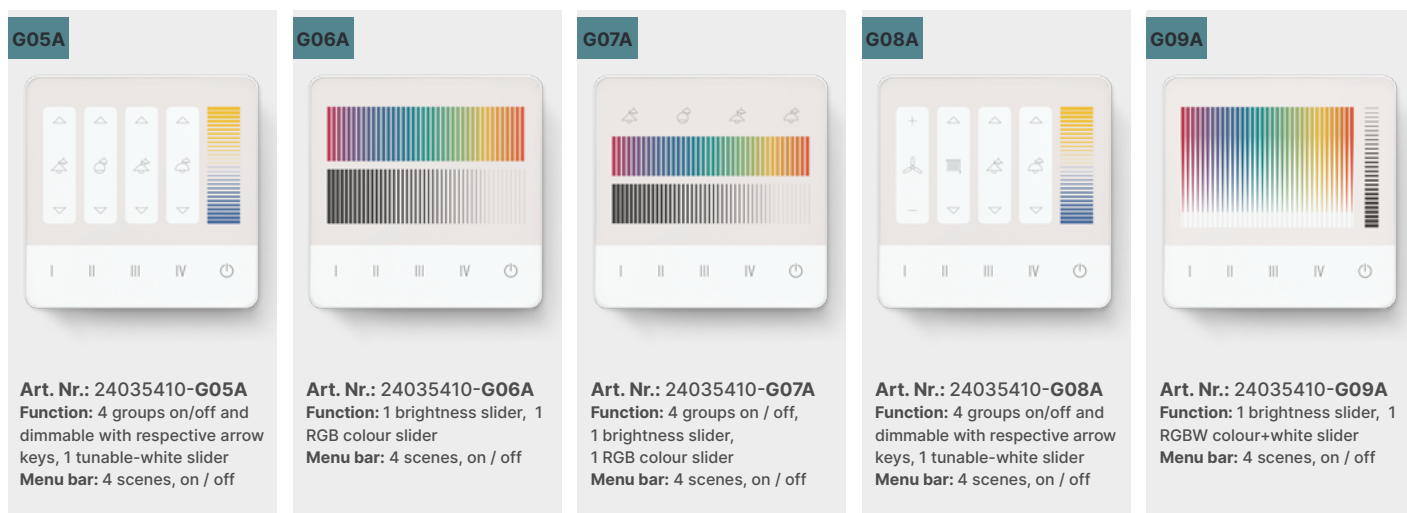 G05A
I II III IV
Art. Nr.: 24035410-G05A
Function: 4 groups on/off and
dimmable with respective arrow
keys, 1 tunable-white slider
Menu bar: 4 scenes, on / off
G06A
I II III IV
Art. Nr.: 24035410-G06A
Function: 1 brightness slider,  1
RGB colour slider
Menu bar: 4 scenes, on / off
G07A
I II III IV
Art. Nr.: 24035410-G07A
Function: 4 groups on / off,
1 brightness slider,
1 RGB colour slider
Menu bar: 4 scenes, on / off
G08A
I II III IV
Art. Nr.: 24035410-G08A
Function: 4 groups on/off and
dimmable with respective arrow
keys, 1 tunable-white slider
Menu bar: 4 scenes, on / off
G09A
I II III IV
Art. Nr.: 24035410-G09A
Function: 1 brightness slider,  1
RGBW colour+white slider
Menu bar: 4 scenes, on / off